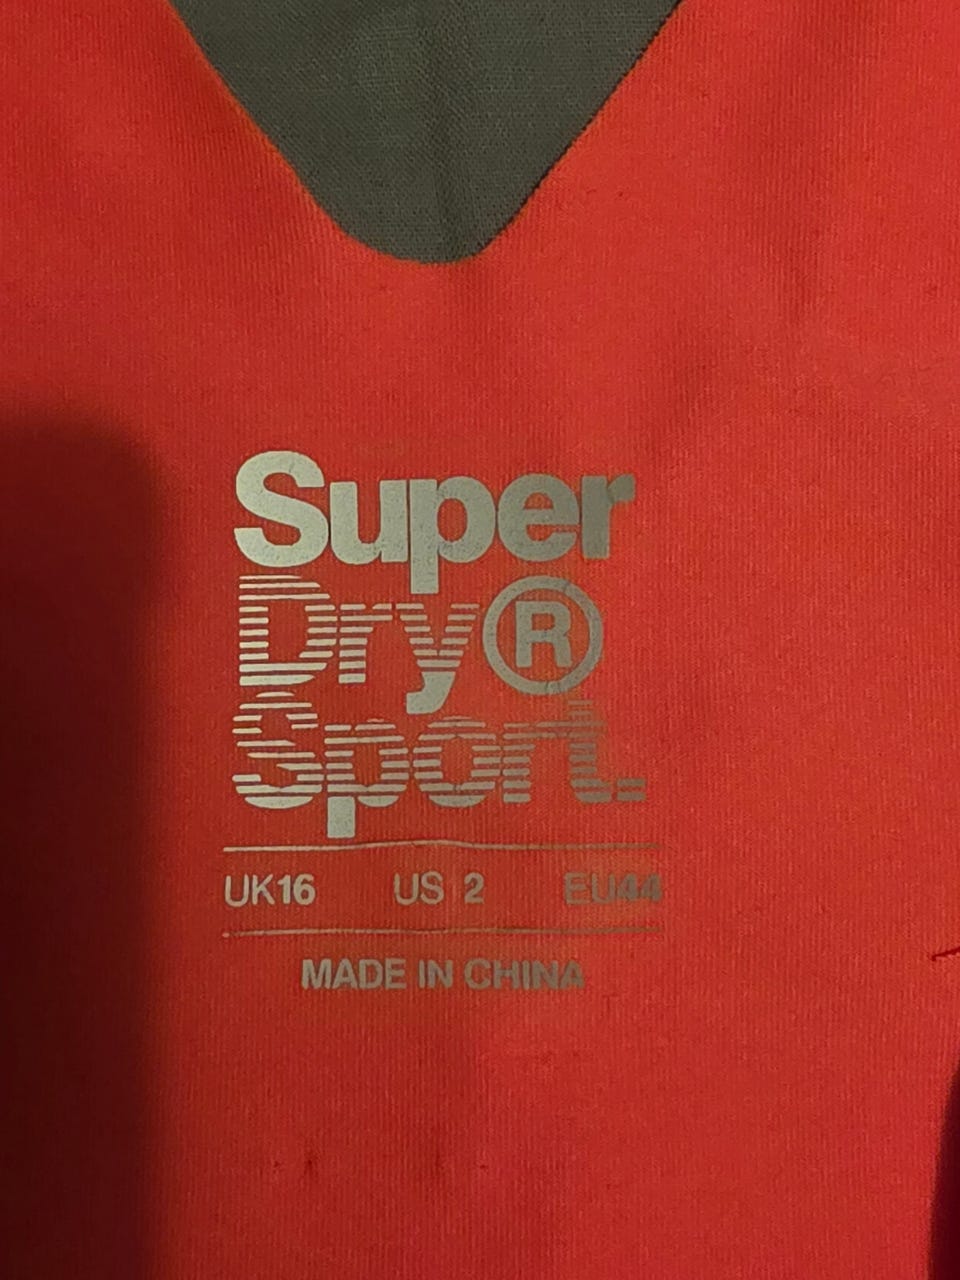 Super
Dry®
Sport.
UK16 US 2 EU44
MADE IN CHINA